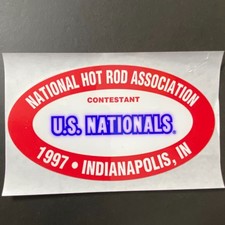 NATIONAL HOT ROD ASSOCIATION
CONTESTANT
U.S. NATIONALS
1997 • INDIANAPOLIS, IN